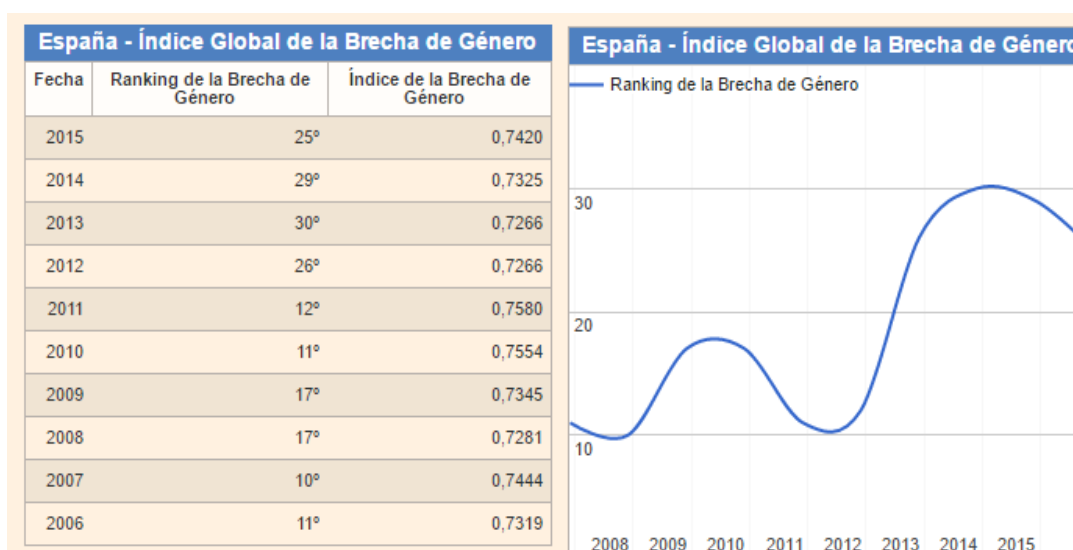 España - Índice Global de la Brecha de Género
Fecha Ranking de la Brecha de Género Índice de la Brecha de Género
2015 25º 0,7420
2014 29º 0,7325
2013 30º 0,7266
2012 26º 0,7266
2011 12º 0,7580
2010 11º 0,7554
2009 17º 0,7345
2008 17º 0,7281
2007 10º 0,7444
2006 11º 0,7319
España - Índice Global de la Brecha de Género
Ranking de la Brecha de Género
30
20
10
2008 2009 2010 2011 2012 2013 2014 2015